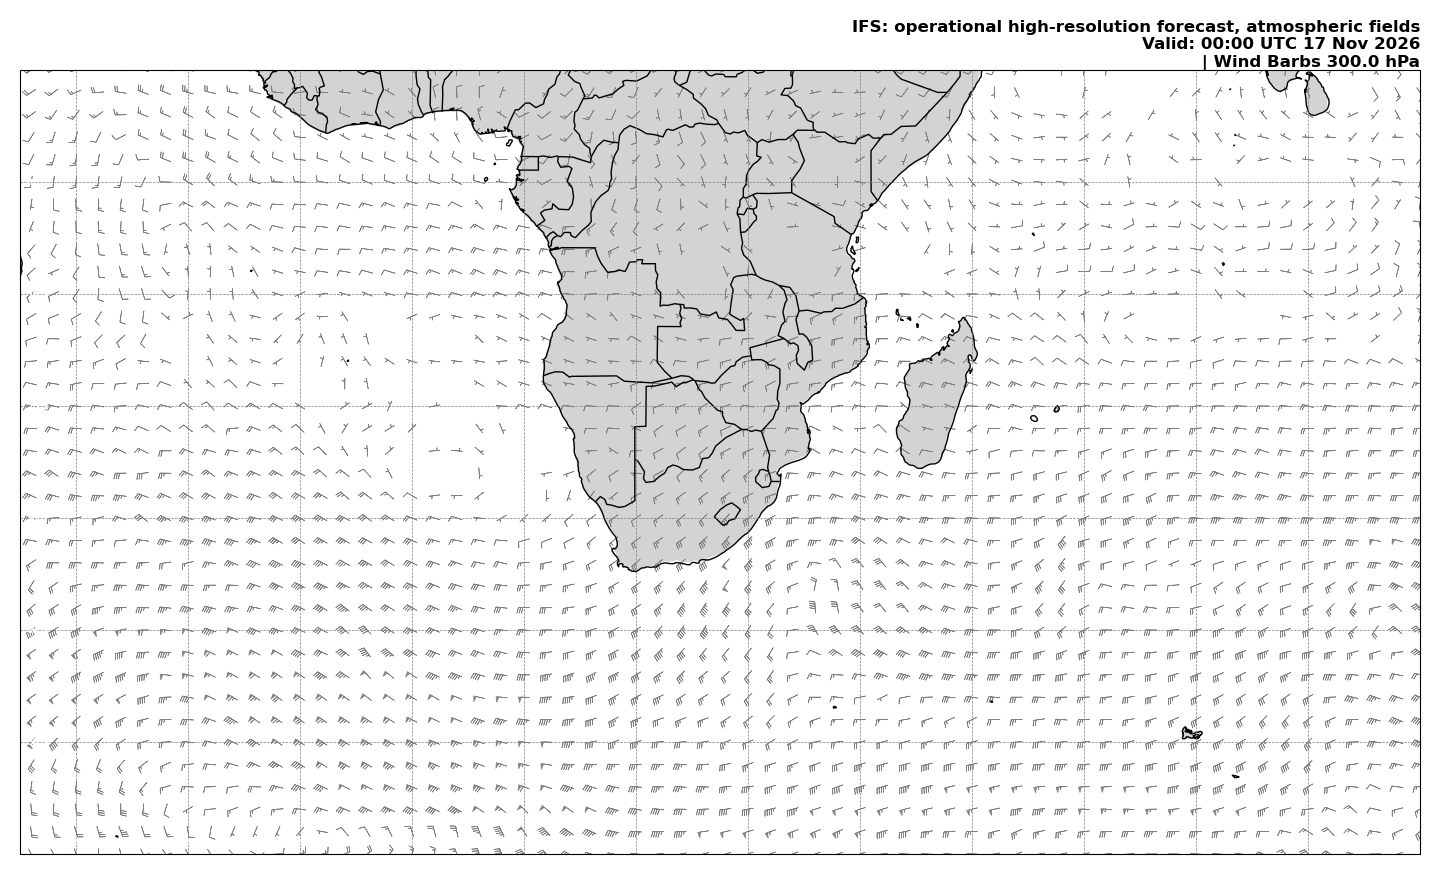 IFS: operational high-resolution forecast, atmospheric fields
Valid: 00:00 UTC 17 Nov 2026
| Wind Barbs 300.0 hPa